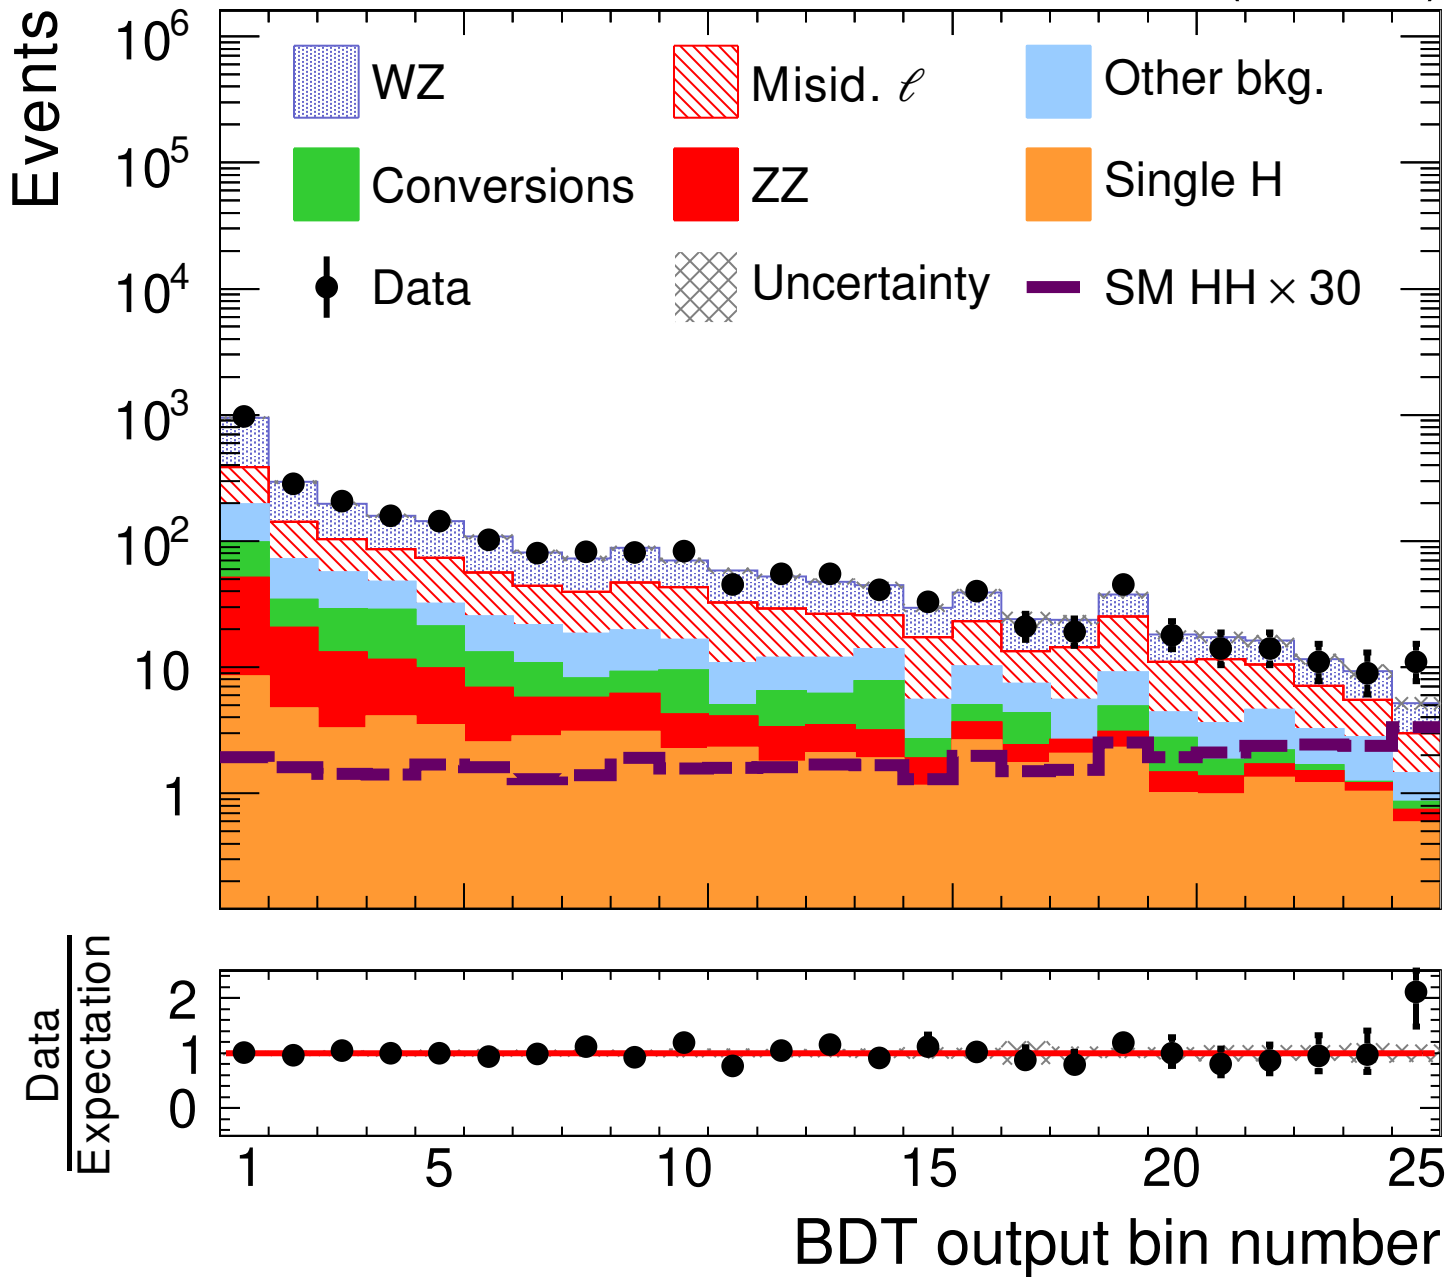 Events
10^6
10^5
10^4
10^3
10^2
10
1
WZ
Misid. ℓ
Other bkg.
Conversions
ZZ
Single H
Data
Uncertainty
SM HH × 30
Data
Expectation
2
1
0
1 5 10 15 20 25
BDT output bin number